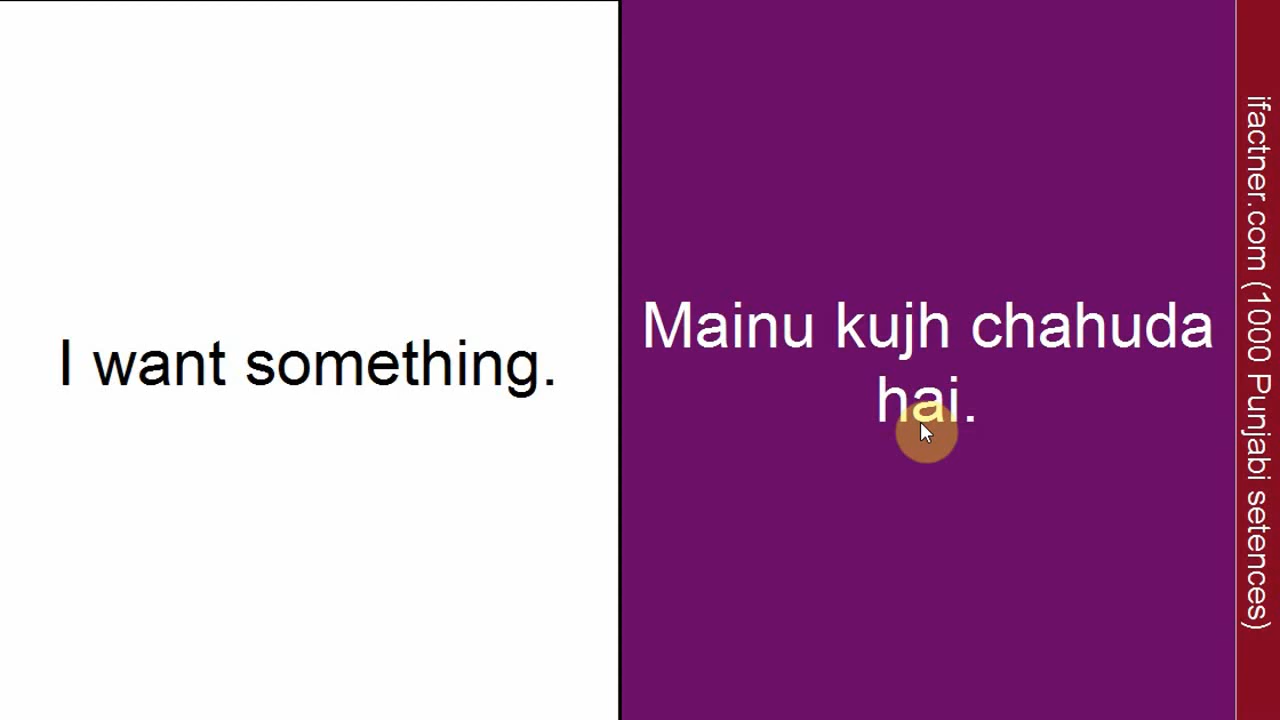 I want something.
Mainu kujh chahuda
hai.
ifactner.com (1000 Punjabi setences)